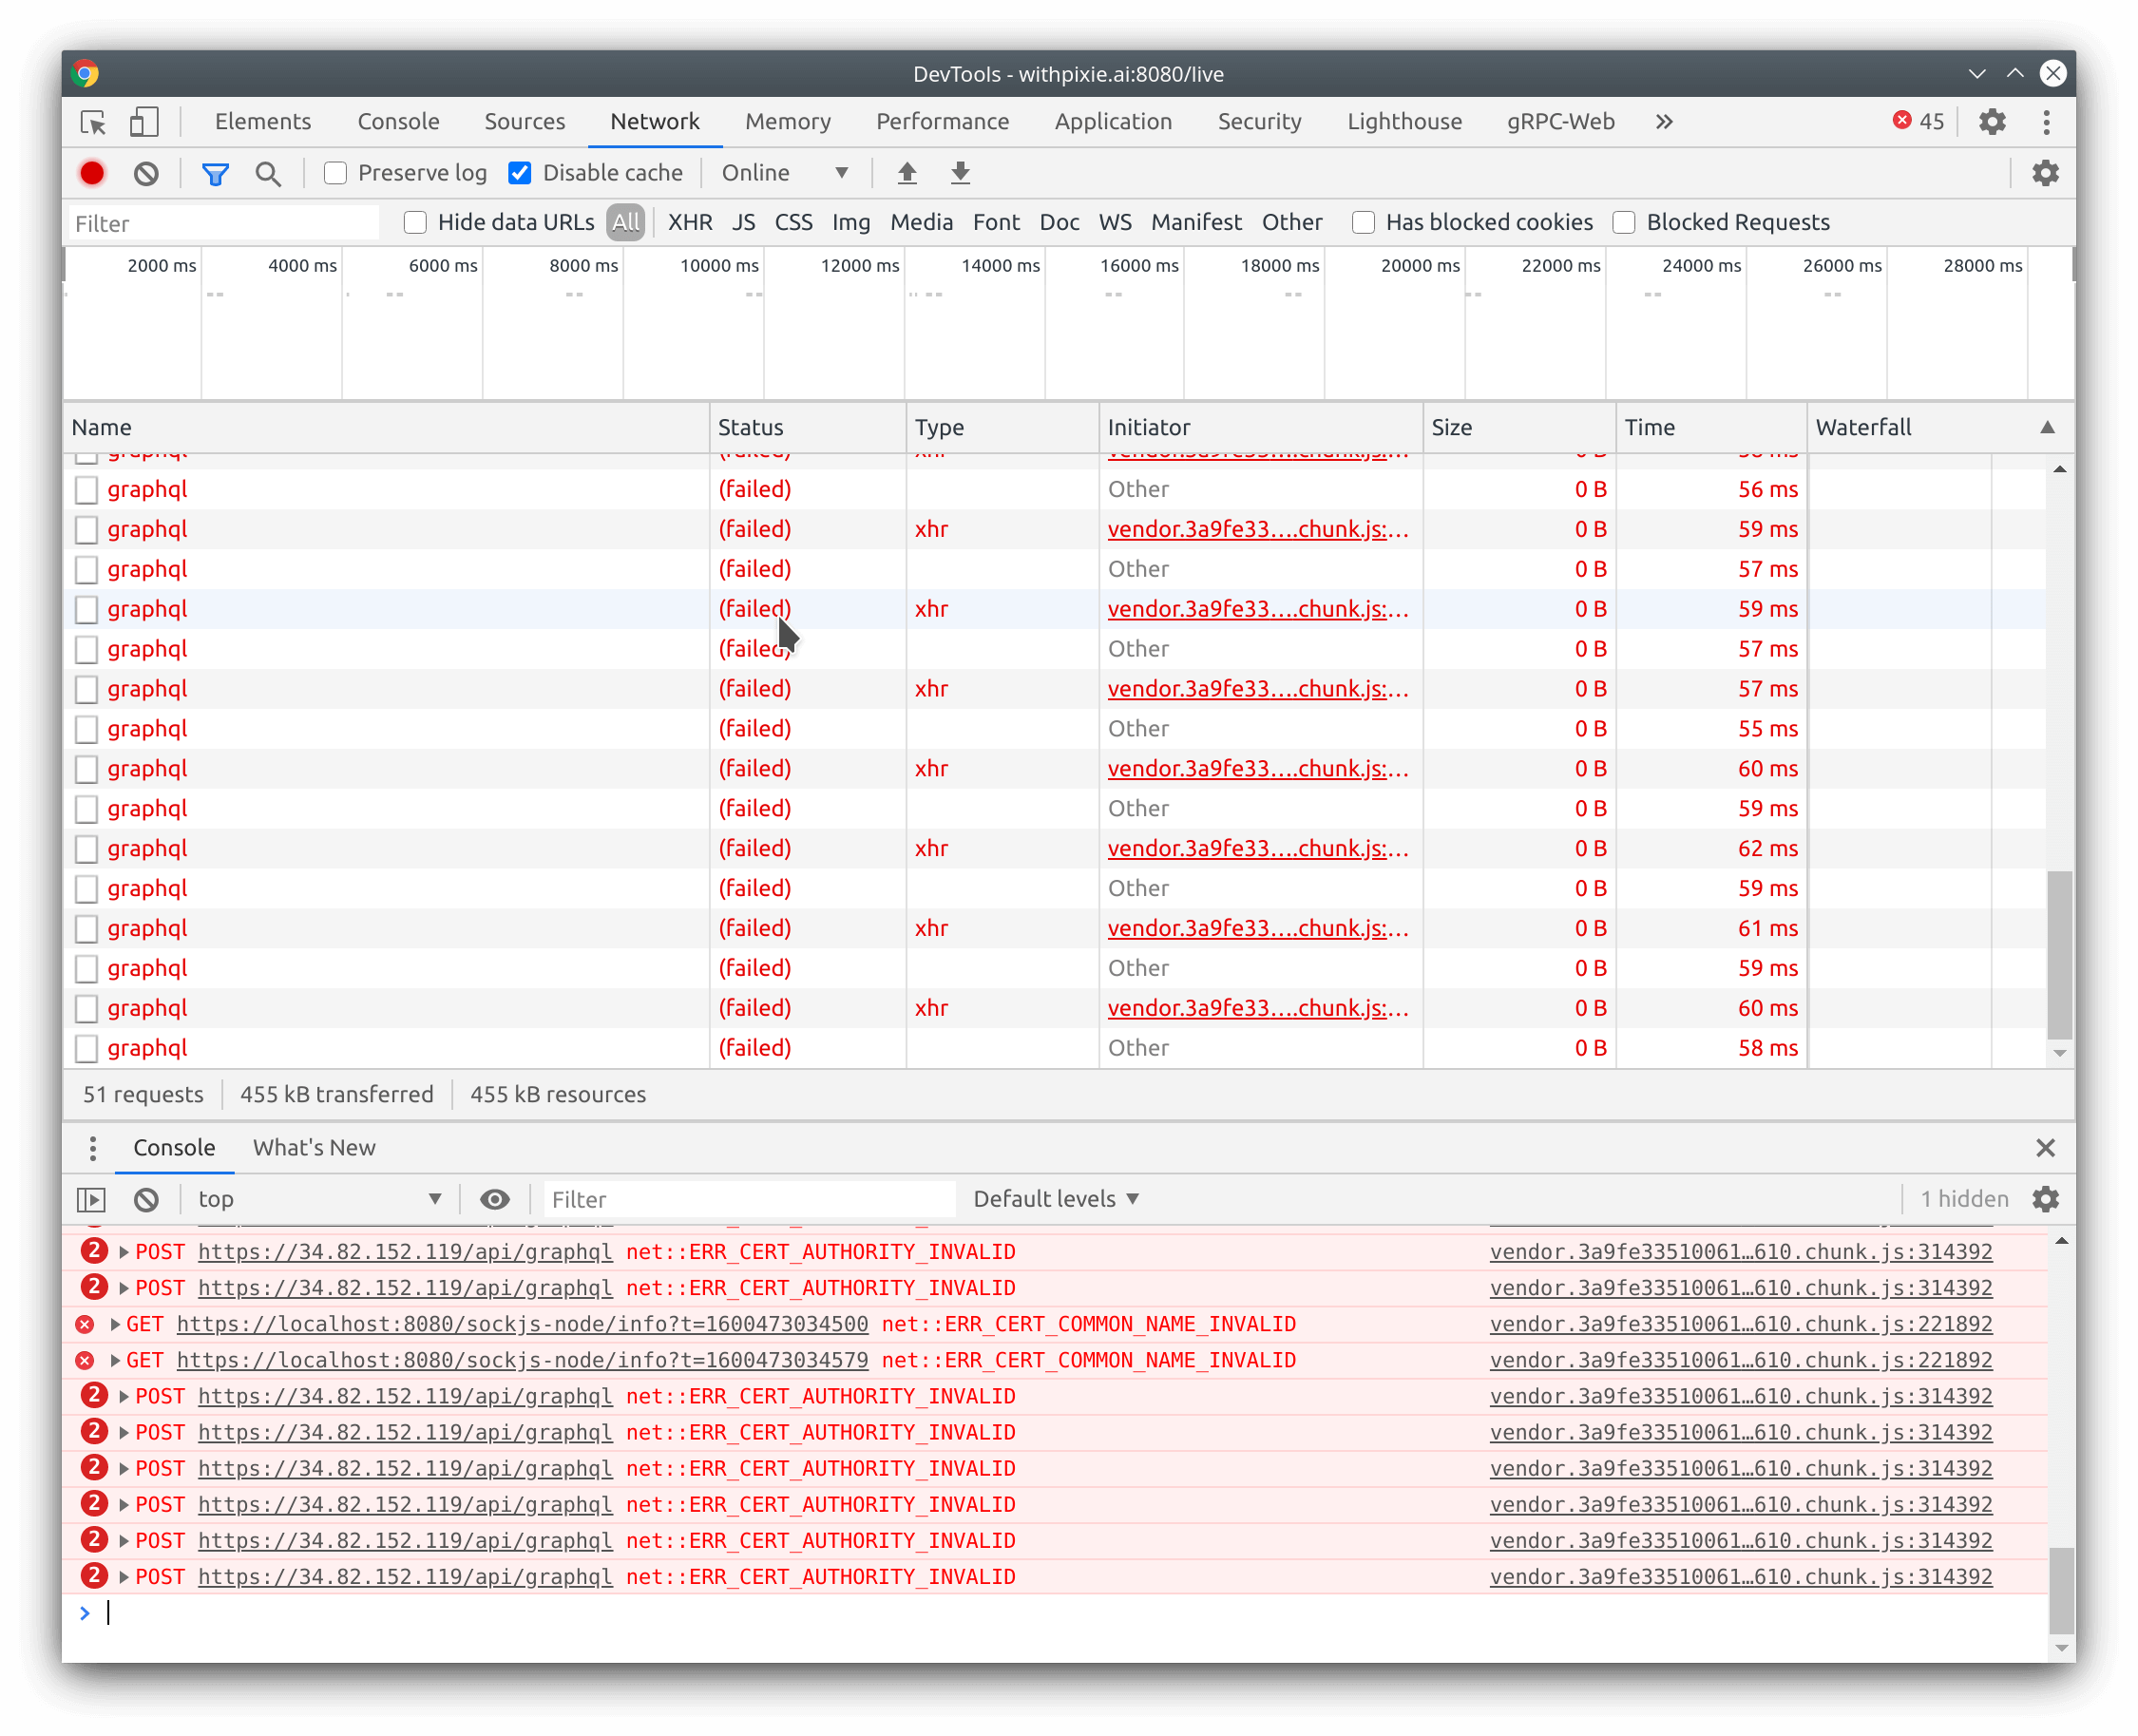 DevTools - withpixie.ai:8080/live
Elements Console Sources Network Memory Performance Application Security Lighthouse gRPC-Web » 45
Preserve log Disable cache Online
Filter Hide data URLs All XHR JS CSS Img Media Font Doc WS Manifest Other Has blocked cookies Blocked Requests
2000 ms 4000 ms 6000 ms 8000 ms 10000 ms 12000 ms 14000 ms 16000 ms 18000 ms 20000 ms 22000 ms 24000 ms 26000 ms 28000 ms
Name Status Type Initiator Size Time Waterfall
graphql (failed) xhr vendor.3a9fe33....chunk.js:... 0 B 58 ms
graphql (failed) Other 0 B 56 ms
graphql (failed) xhr vendor.3a9fe33....chunk.js:... 0 B 59 ms
graphql (failed) Other 0 B 57 ms
graphql (failed) xhr vendor.3a9fe33....chunk.js:... 0 B 59 ms
graphql (failed) Other 0 B 57 ms
graphql (failed) xhr vendor.3a9fe33....chunk.js:... 0 B 57 ms
graphql (failed) Other 0 B 55 ms
graphql (failed) xhr vendor.3a9fe33....chunk.js:... 0 B 60 ms
graphql (failed) Other 0 B 59 ms
graphql (failed) xhr vendor.3a9fe33....chunk.js:... 0 B 62 ms
graphql (failed) Other 0 B 59 ms
graphql (failed) xhr vendor.3a9fe33....chunk.js:... 0 B 61 ms
graphql (failed) Other 0 B 59 ms
graphql (failed) xhr vendor.3a9fe33....chunk.js:... 0 B 60 ms
graphql (failed) Other 0 B 58 ms
51 requests 455 kB transferred 455 kB resources
Console What's New
top Filter Default levels 1 hidden
2 POST https://34.82.152.119/api/graphql net::ERR_CERT_AUTHORITY_INVALID vendor.3a9fe33510061…610.chunk.js:314392
2 POST https://34.82.152.119/api/graphql net::ERR_CERT_AUTHORITY_INVALID vendor.3a9fe33510061…610.chunk.js:314392
GET https://localhost:8080/sockjs-node/info?t=1600473034500 net::ERR_CERT_COMMON_NAME_INVALID vendor.3a9fe33510061…610.chunk.js:221892
GET https://localhost:8080/sockjs-node/info?t=1600473034579 net::ERR_CERT_COMMON_NAME_INVALID vendor.3a9fe33510061…610.chunk.js:221892
2 POST https://34.82.152.119/api/graphql net::ERR_CERT_AUTHORITY_INVALID vendor.3a9fe33510061…610.chunk.js:314392
2 POST https://34.82.152.119/api/graphql net::ERR_CERT_AUTHORITY_INVALID vendor.3a9fe33510061…610.chunk.js:314392
2 POST https://34.82.152.119/api/graphql net::ERR_CERT_AUTHORITY_INVALID vendor.3a9fe33510061…610.chunk.js:314392
2 POST https://34.82.152.119/api/graphql net::ERR_CERT_AUTHORITY_INVALID vendor.3a9fe33510061…610.chunk.js:314392
2 POST https://34.82.152.119/api/graphql net::ERR_CERT_AUTHORITY_INVALID vendor.3a9fe33510061…610.chunk.js:314392
2 POST https://34.82.152.119/api/graphql net::ERR_CERT_AUTHORITY_INVALID vendor.3a9fe33510061…610.chunk.js:314392